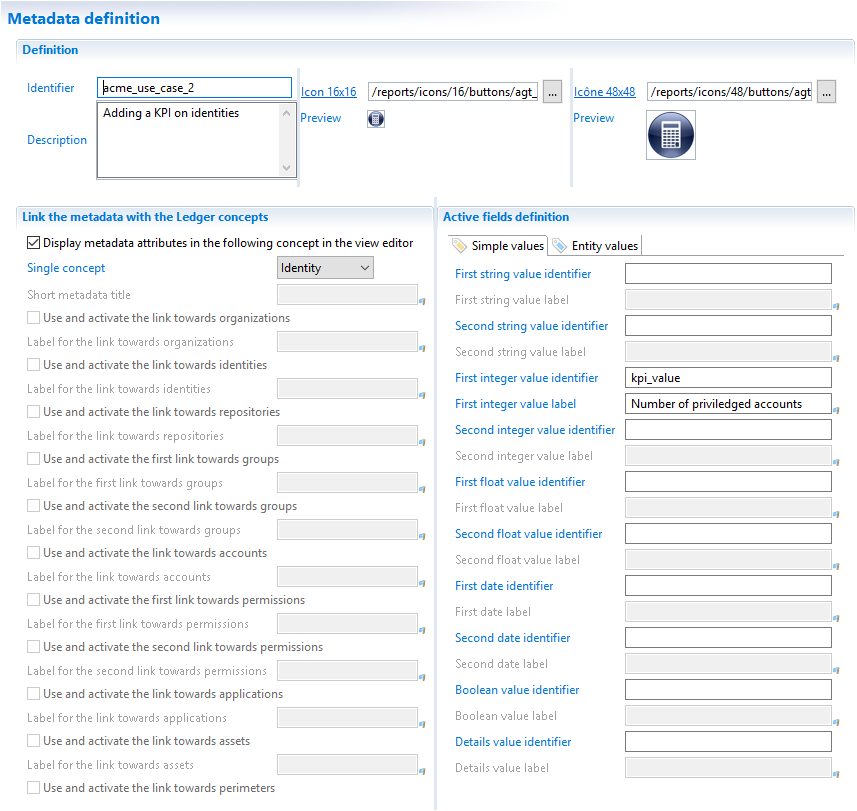 Metadata definition
Definition
Identifier
acme_use_case_2
Description
Adding a KPI on identities
Icon 16x16
/reports/icons/16/buttons/agt_
...
Preview
Icône 48x48
/reports/icons/48/buttons/agt
...
Preview
Link the metadata with the Ledger concepts
Display metadata attributes in the following concept in the view editor
Single concept
Identity
Short metadata title
Use and activate the link towards organizations
Label for the link towards organizations
Use and activate the link towards identities
Label for the link towards identities
Use and activate the link towards repositories
Label for the link towards repositories
Use and activate the first link towards groups
Label for the first link towards groups
Use and activate the second link towards groups
Label for the second link towards groups
Use and activate the link towards accounts
Label for the link towards accounts
Use and activate the first link towards permissions
Label for the first link towards permissions
Use and activate the second link towards permissions
Label for the second link towards permissions
Use and activate the link towards applications
Label for the link towards applications
Use and activate the link towards assets
Label for the link towards assets
Use and activate the link towards perimeters
Active fields definition
Simple values
Entity values
First string value identifier
First string value label
Second string value identifier
Second string value label
First integer value identifier
kpi_value
First integer value label
Number of priviledged accounts
Second integer value identifier
Second integer value label
First float value identifier
First float value label
Second float value identifier
Second float value label
First date identifier
First date label
Second date identifier
Second date label
Boolean value identifier
Boolean value label
Details value identifier
Details value label